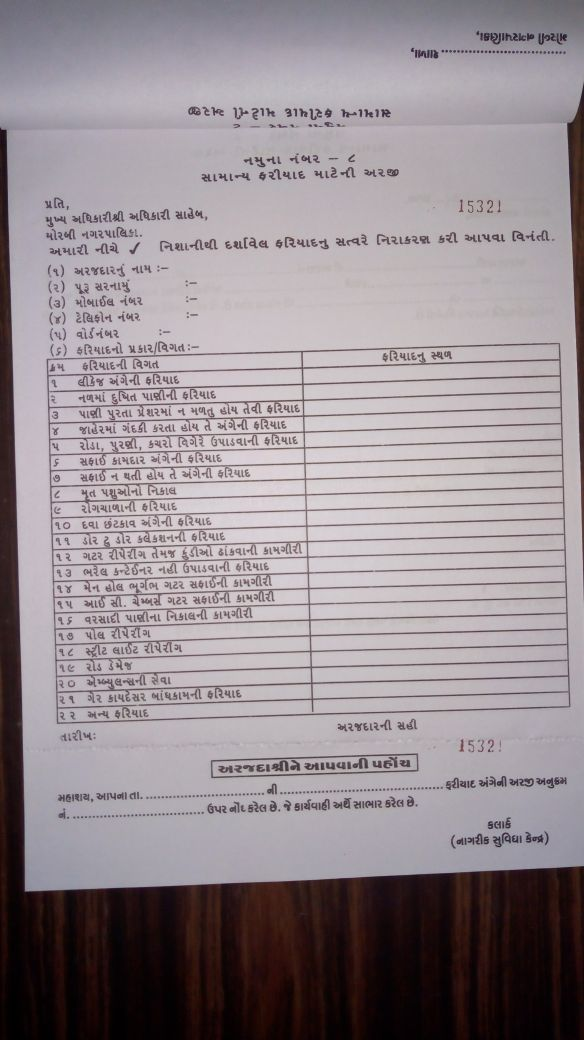 મોરબી નગરપાલિકા,
શાખા ................................
સામાન્ય ફરીયાદ માટેની અરજી
નમુના નંબર – ૮
સામાન્ય ફરીયાદ માટેની અરજી
પ્રતિ,
મુખ્ય અધિકારીશ્રી અધિકારી સાહેબ,
15321
મોરબી નગરપાલિકા.
અમારી નીચે ✓ નિશાનીથી દર્શાવેલ ફરિયાદનુ સત્વરે નિરાકરણ કરી આપવા વિનંતી.
(૧) અરજદારનું નામ :–
(૨) પૂરૂ સરનામું :–
(૩) મોબાઈલ નંબર :–
(૪) ટેલિફોન નંબર :–
(૫) વોર્ડનંબર :–
(૬) ફરિયાદનો પ્રકાર/વિગત:–
ક્રમ ફરિયાદની વિગત ફરિયાદનુ સ્થળ
૧ લીકેજ અંગેની ફરિયાદ
૨ નળમાં દુષિત પાણીની ફરિયાદ
૩ પાણી પુરતા પ્રેશરમાં ન મળતુ હોય તેવી ફરિયાદ
૪ જાહેરમાં ગંદકી કરતા હોય તે અંગેની ફરિયાદ
૫ રોડા, પુરણી, કચરો વિગેરે ઉપાડવાની ફરિયાદ
૬ સફાઈ કામદાર અંગેની ફરિયાદ
૭ સફાઈ ન થતી હોય તે અંગેની ફરિયાદ
૮ મૃત પશુઓનો નિકાલ
૯ રોગચાળાની ફરિયાદ
૧૦ દવા છંટકાવ અંગેની ફરિયાદ
૧૧ ડોર ટુ ડોર કલેકશનની ફરિયાદ
૧૨ ગટર રીપેરીંગ તેમજ કુંડીઓ ઢાંકવાની કામગીરી
૧૩ ભરેલ કન્ટેઈનર નહી ઉપાડવાની ફરિયાદ
૧૪ મેન હોલ ભૂર્ગભ ગટર સફાઈની કામગીરી
૧૫ આઈ સી. ચેમ્બર્સ ગટર સફાઈની કામગીરી
૧૬ વરસાદી પાણીના નિકાલની કામગીરી
૧૭ પોલ રીપેરીંગ
૧૮ સ્ટ્રીટ લાઈટ રીપેરીંગ
૧૯ રોડ ડેમેજ
૨૦ એમ્બ્યુલન્સની સેવા
૨૧ ગેર કાયદેસર બાંધકામની ફરિયાદ
૨૨ અન્ય ફરિયાદ
તારીખ: અરજદારની સહી
15321
અરજદાશ્રીને આપવાની પહોંચ
મહાશય, આપના તા. ................................ ની ................................ ફરીયાદ અંગેની અરજી અનુક્રમ
નં. ................................ ઉપર નોંધ કરેલ છે. જે કાર્યવાહી અર્થે સાભાર કરેલ છે.
કલાર્ક
(નાગરીક સુવિધા કેન્દ્ર)